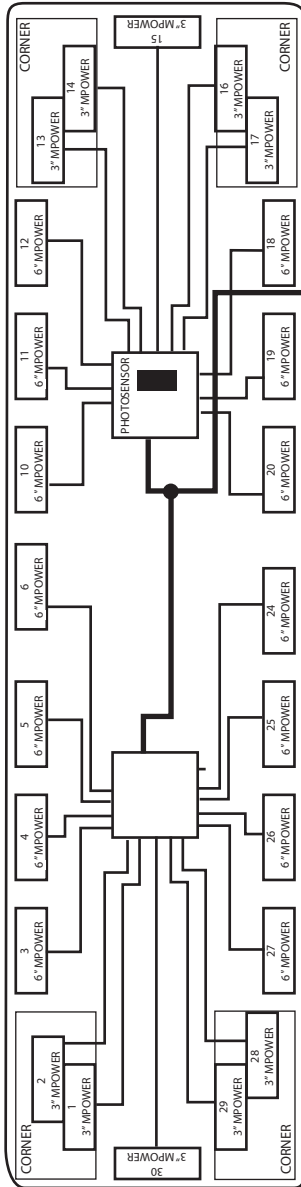 CORNER
2
3" MPOWER
1
3" MPOWER
3
6" MPOWER
4
6" MPOWER
5
6" MPOWER
6
6" MPOWER
10
6" MPOWER
11
6" MPOWER
12
6" MPOWER
CORNER
13
3" MPOWER
14
3" MPOWER
30
3" MPOWER
PHOTOSENSOR
15
3" MPOWER
CORNER
29
3" MPOWER
28
3" MPOWER
27
6" MPOWER
26
6" MPOWER
25
6" MPOWER
24
6" MPOWER
20
6" MPOWER
19
6" MPOWER
18
6" MPOWER
CORNER
17
3" MPOWER
16
3" MPOWER